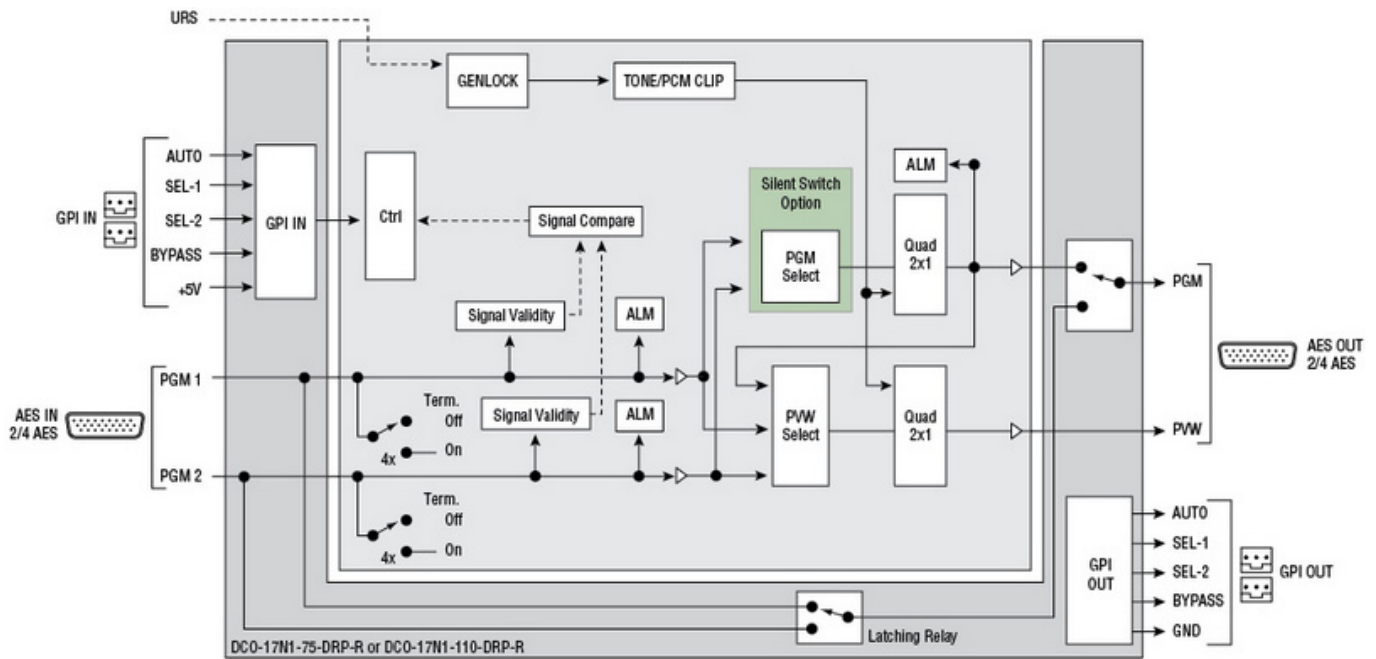 URS
GENLOCK
TONE/PCM CLIP
GPI IN
AUTO
SEL-1
SEL-2
BYPASS
+5V
GPI IN
Ctrl
Signal Compare
Silent Switch
Option
PGM
Select
ALM
Quad
2x1
PGM
Signal Validity
ALM
AES IN
2/4 AES
PGM 1
PGM 2
Term.
Off
4x
On
Signal Validity
ALM
PVW
Select
Quad
2x1
PVW
AES OUT
2/4 AES
Term.
Off
4x
On
GPI
OUT
AUTO
SEL-1
SEL-2
BYPASS
GND
GPI OUT
Latching Relay
DCO-17N1-75-DRP-R or DCO-17N1-110-DRP-R